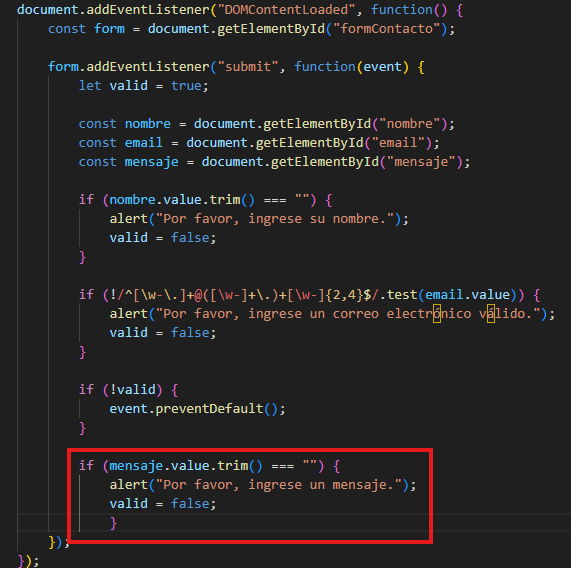 document.addEventListener("DOMContentLoaded", function() {
    const form = document.getElementById("formContacto");

    form.addEventListener("submit", function(event) {
        let valid = true;

        const nombre = document.getElementById("nombre");
        const email = document.getElementById("email");
        const mensaje = document.getElementById("mensaje");

        if (nombre.value.trim() === "") {
            alert("Por favor, ingrese su nombre.");
            valid = false;
        }

        if (!/^[\w-\.]+@([\w-]+\.)+[\w-]{2,4}$/.test(email.value)) {
            alert("Por favor, ingrese un correo electrónico válido.");
            valid = false;
        }

        if (!valid) {
            event.preventDefault();
        }

        if (mensaje.value.trim() === "") {
            alert("Por favor, ingrese un mensaje.");
            valid = false;
            }
    });
});